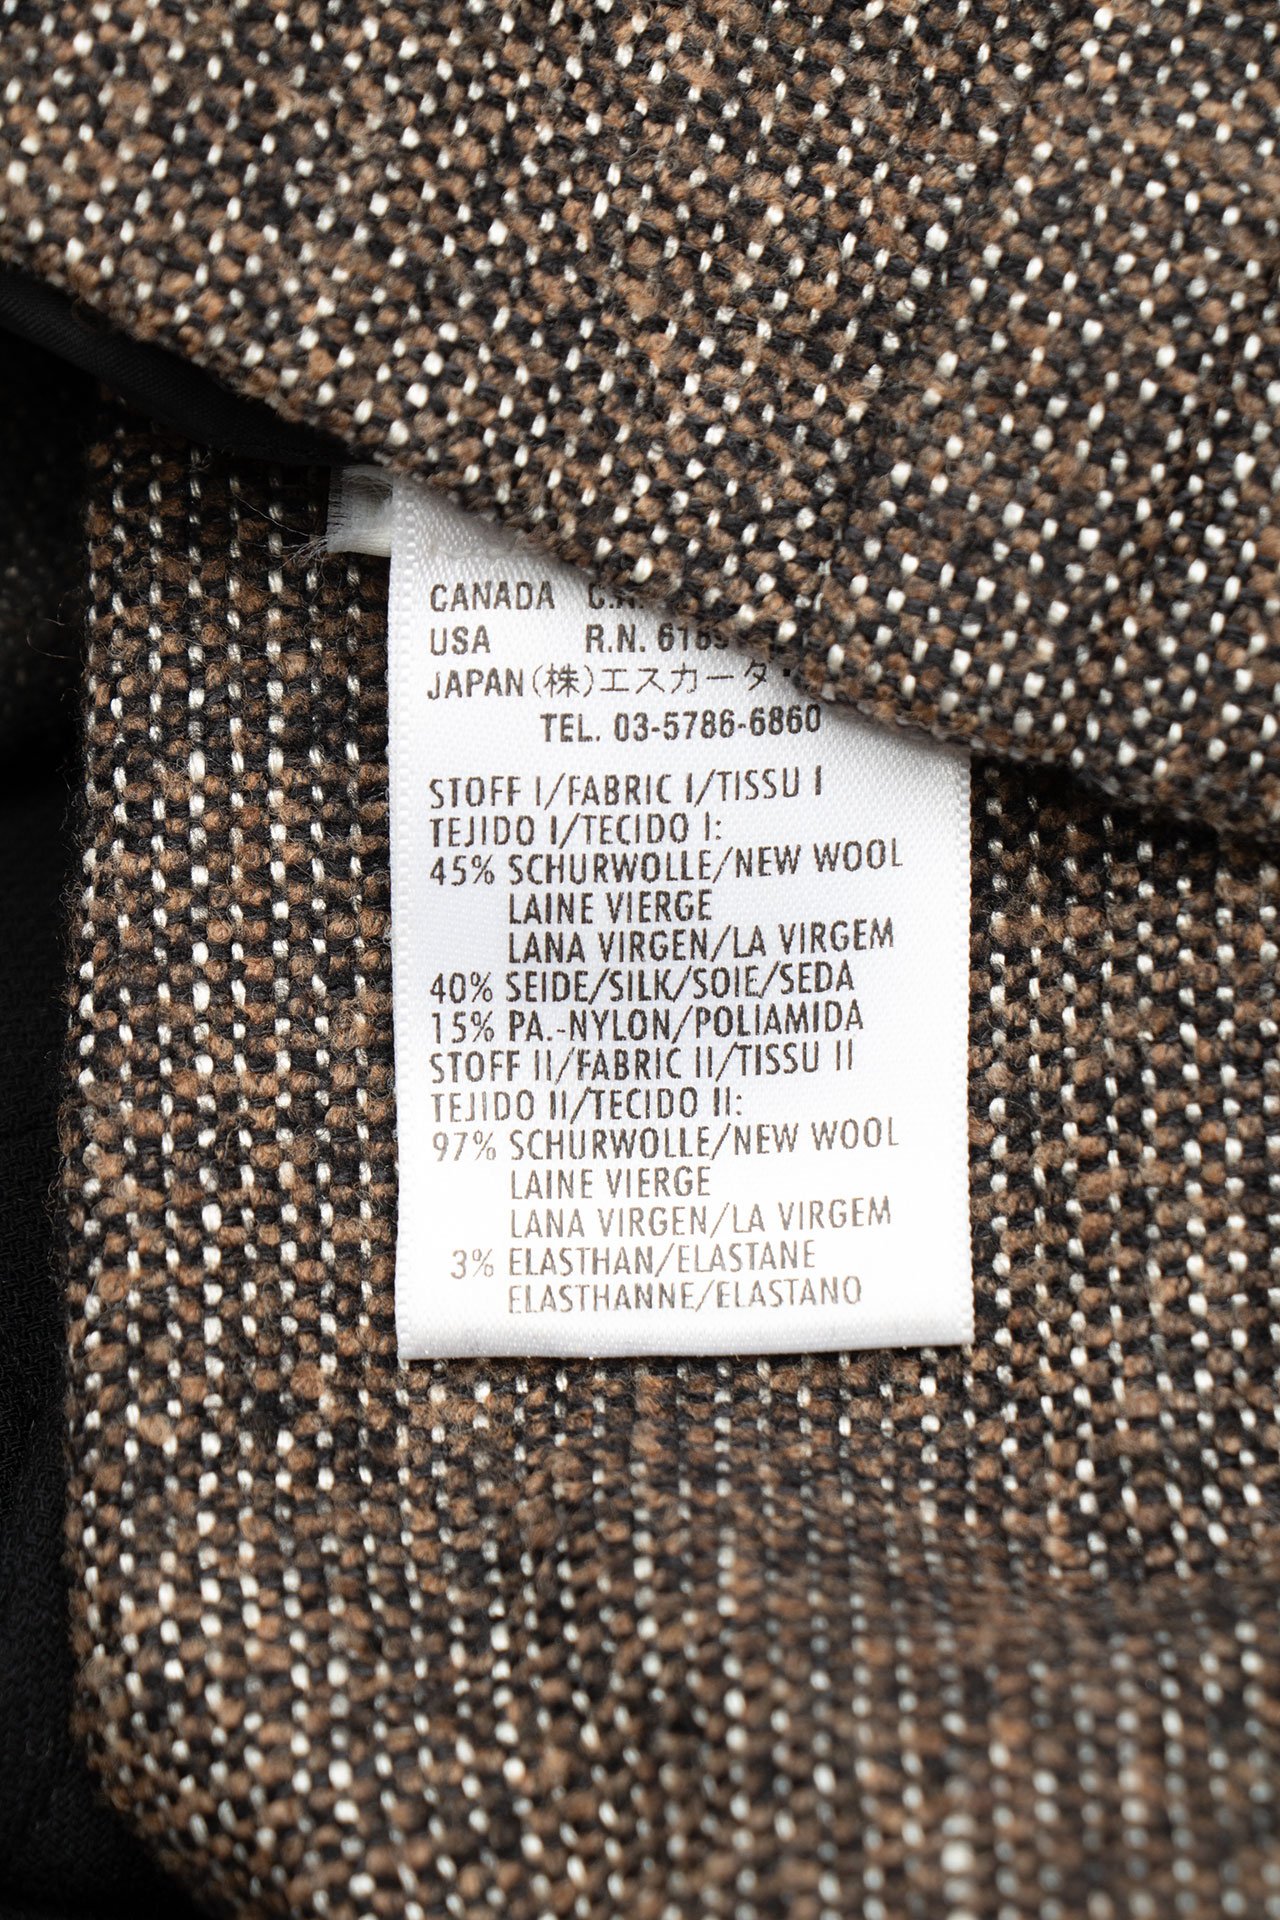 CANADA C.A.
USA R.N.
JAPAN (株)エスカーダ・
TEL. 03-5786-6860
STOFF I/FABRIC I/TISSU I
TEJIDO I/TECIDO I:
45% SCHURWOLLE/NEW WOOL
LAINE VIERGE
LANA VIRGEN/LA VIRGEM
40% SEIDE/SILK/SOIE/SEDA
15% PA.-NYLON/POLIAMIDA
STOFF II/FABRIC II/TISSU II
TEJIDO II/TECIDO II:
97% SCHURWOLLE/NEW WOOL
LAINE VIERGE
LANA VIRGEN/LA VIRGEM
3% ELASTHAN/ELASTANE
ELASTHANNE/ELASTANO